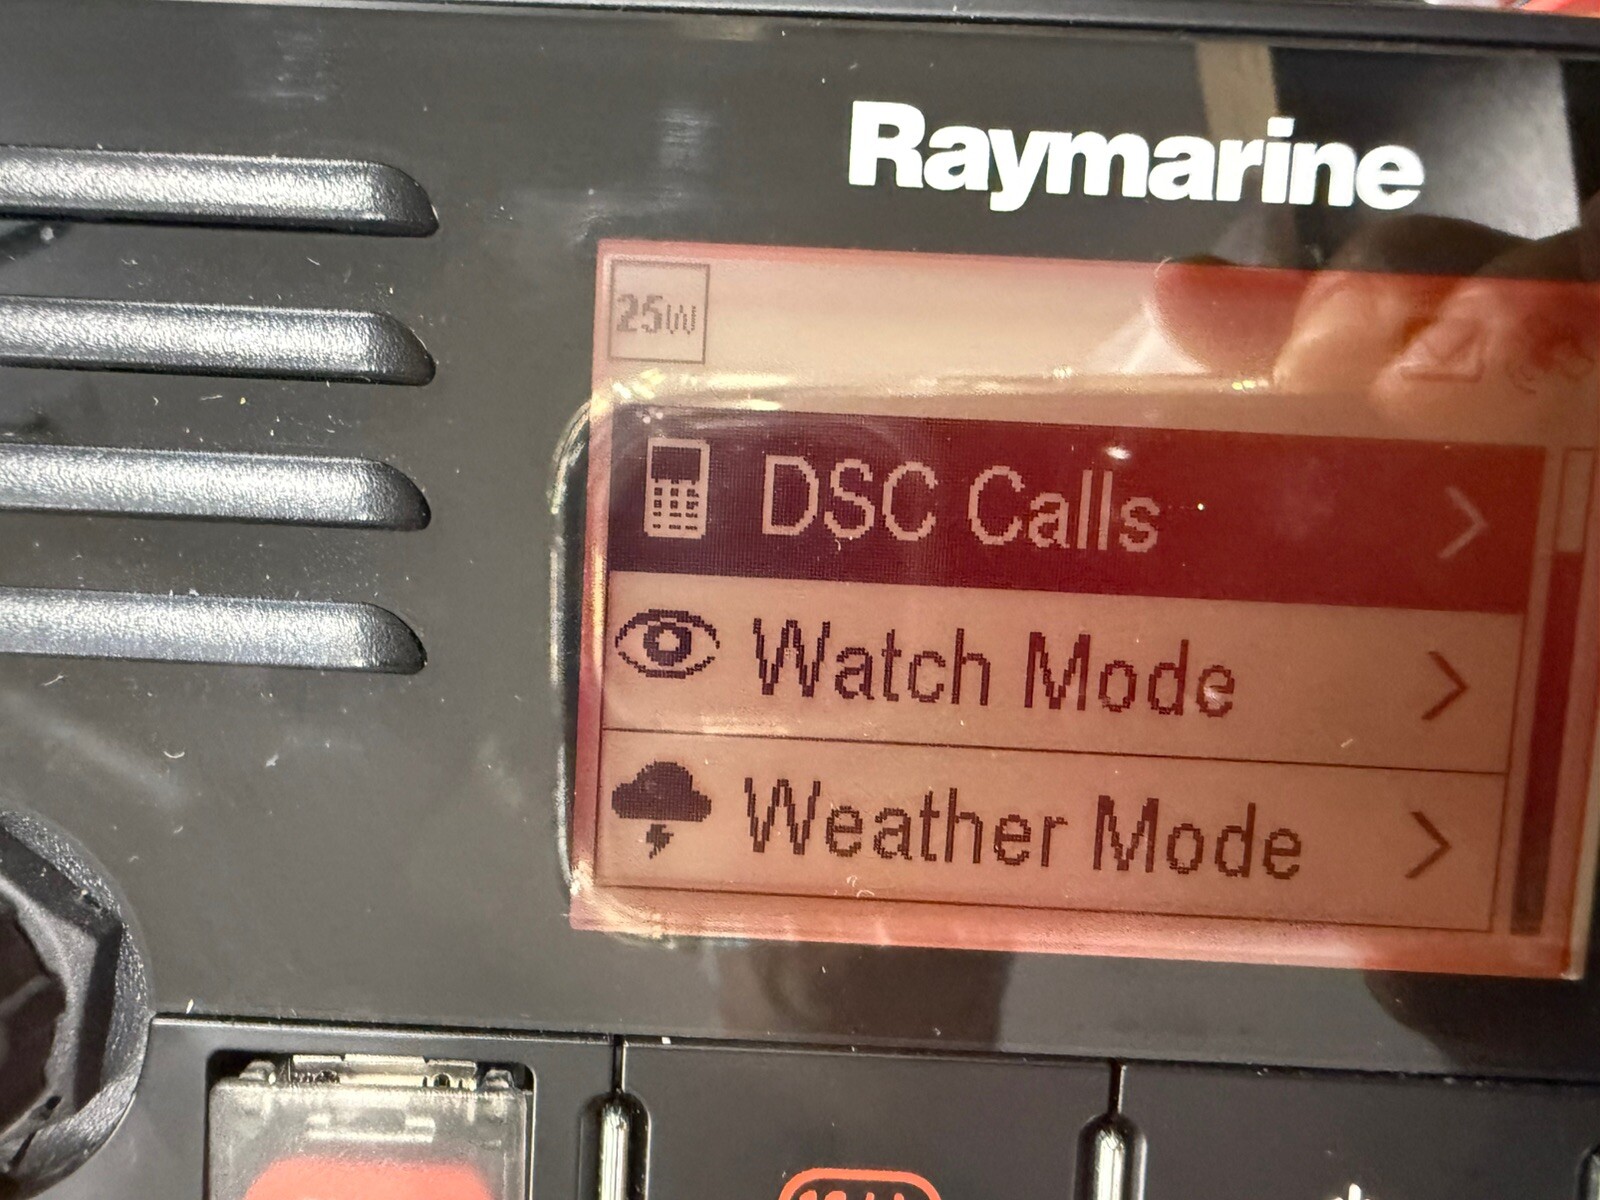 Raymarine
25W
DSC Calls
Watch Mode
Weather Mode